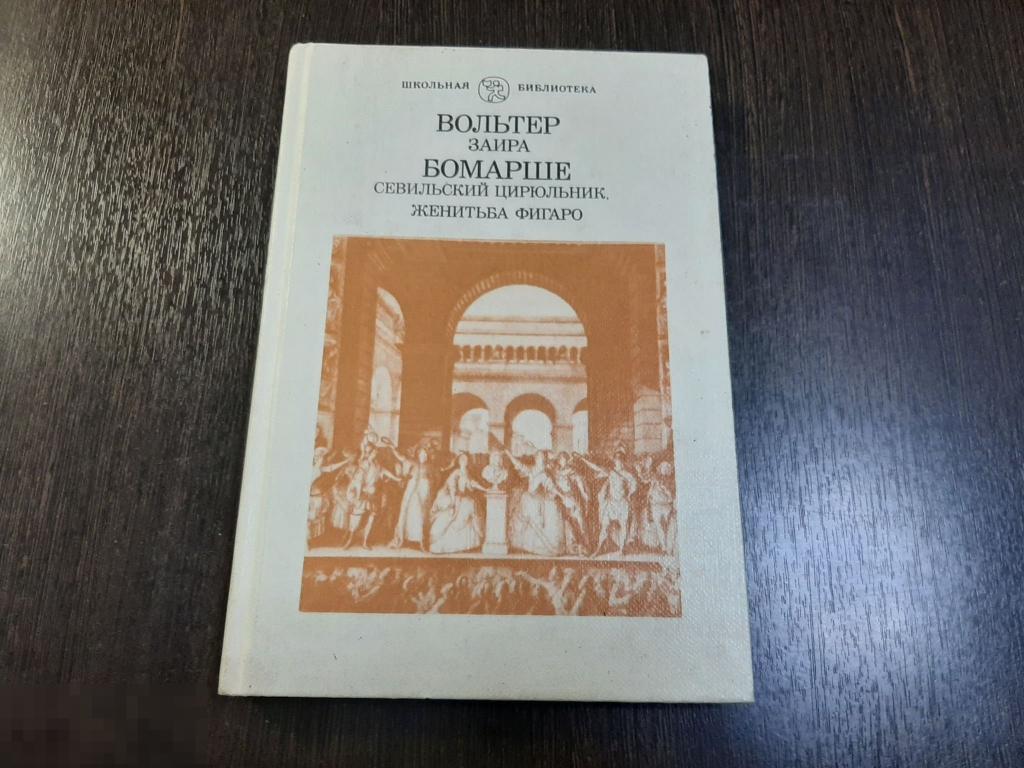 ШКОЛЬНАЯ БИБЛИОТЕКА
ВОЛЬТЕР
ЗАИРА
БОМАРШЕ
СЕВИЛЬСКИЙ ЦИРЮЛЬНИК,
ЖЕНИТЬБА ФИГАРО